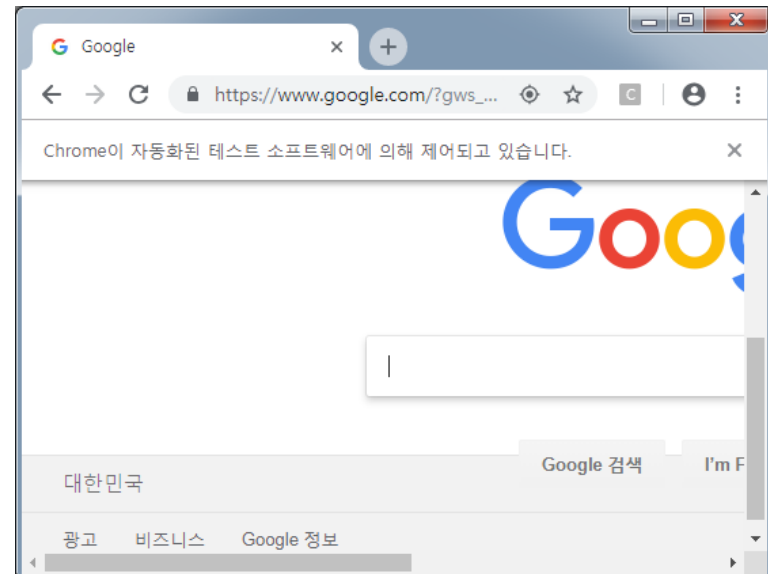 Google
https://www.google.com/?gws_...
C
Chrome이 자동화된 테스트 소프트웨어에 의해 제어되고 있습니다.
Goog
Google 검색 I'm F
대한민국
광고 비즈니스 Google 정보